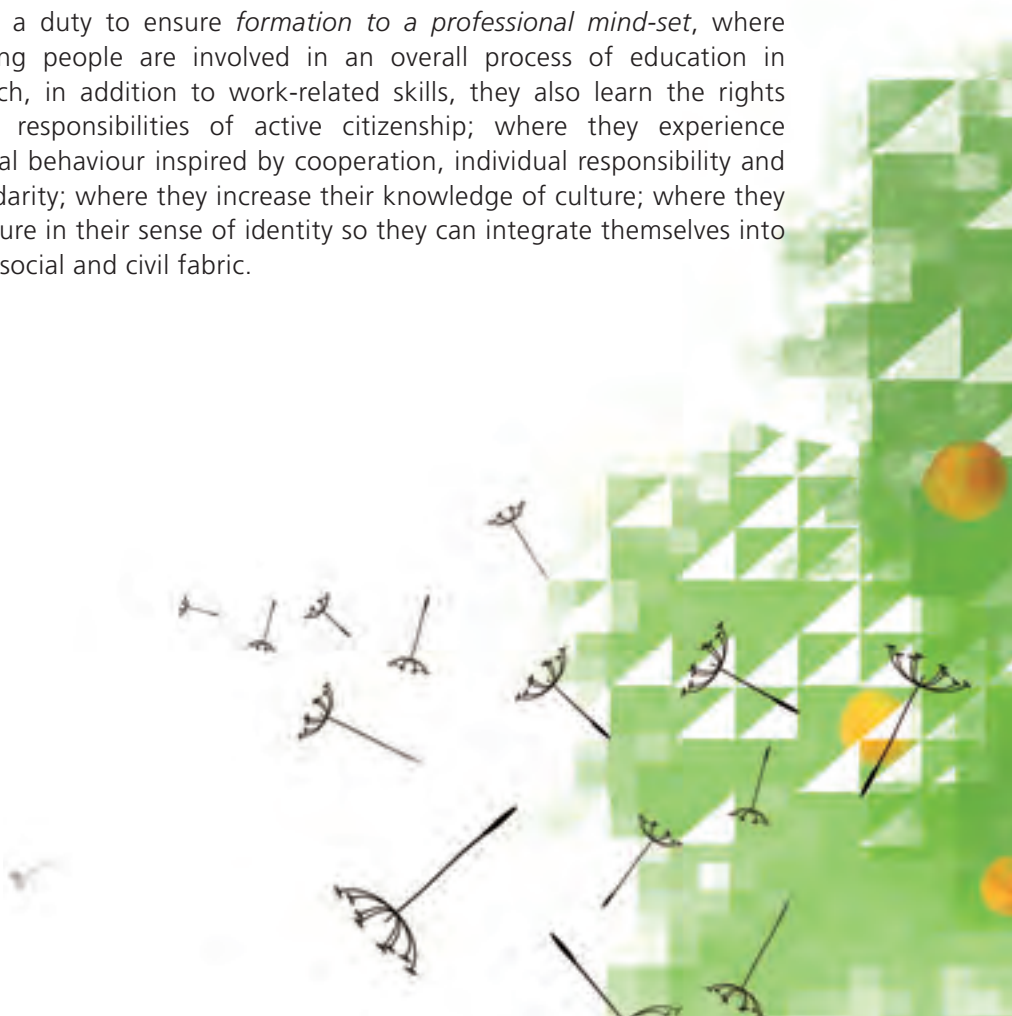 a duty to ensure formation to a professional mind-set, where
ng people are involved in an overall process of education in
ch, in addition to work-related skills, they also learn the rights
responsibilities of active citizenship; where they experience
al behaviour inspired by cooperation, individual responsibility and
darity; where they increase their knowledge of culture; where they
ure in their sense of identity so they can integrate themselves into
social and civil fabric.